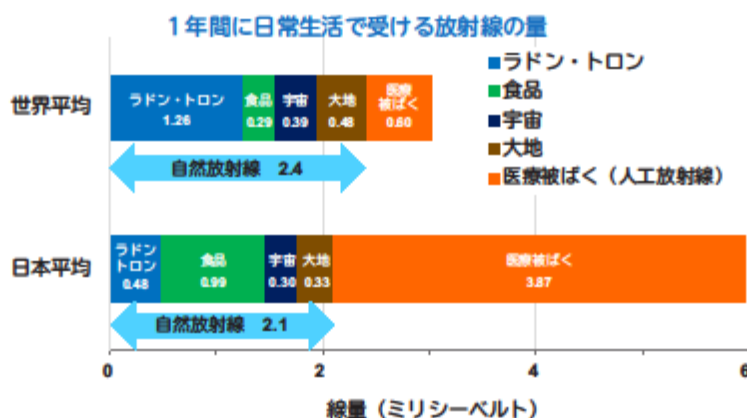 1年間に日常生活で受ける放射線の量
ラドン・トロン
食品
宇宙
大地
医療被ばく（人工放射線）
世界平均
ラドン・トロン
1.26
食品
0.29
宇宙
0.39
大地
0.48
医療
被ばく
0.60
自然放射線 2.4
日本平均
ラドン
トロン
0.48
食品
0.99
宇宙
0.30
大地
0.33
医療被ばく
3.87
自然放射線 2.1
0
2
4
6
線量（ミリシーベルト）